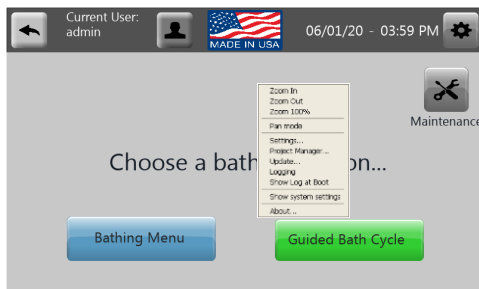 Current User:
admin
MADE IN USA
06/01/20 - 03:59 PM
Maintenance
Choose a bath
on...
Zoom In
Zoom Out
Zoom 100%
Pan mode
Settings...
Project Manager...
Update...
Logging
Show Log at Boot
Show system settings
About...
Bathing Menu
Guided Bath Cycle